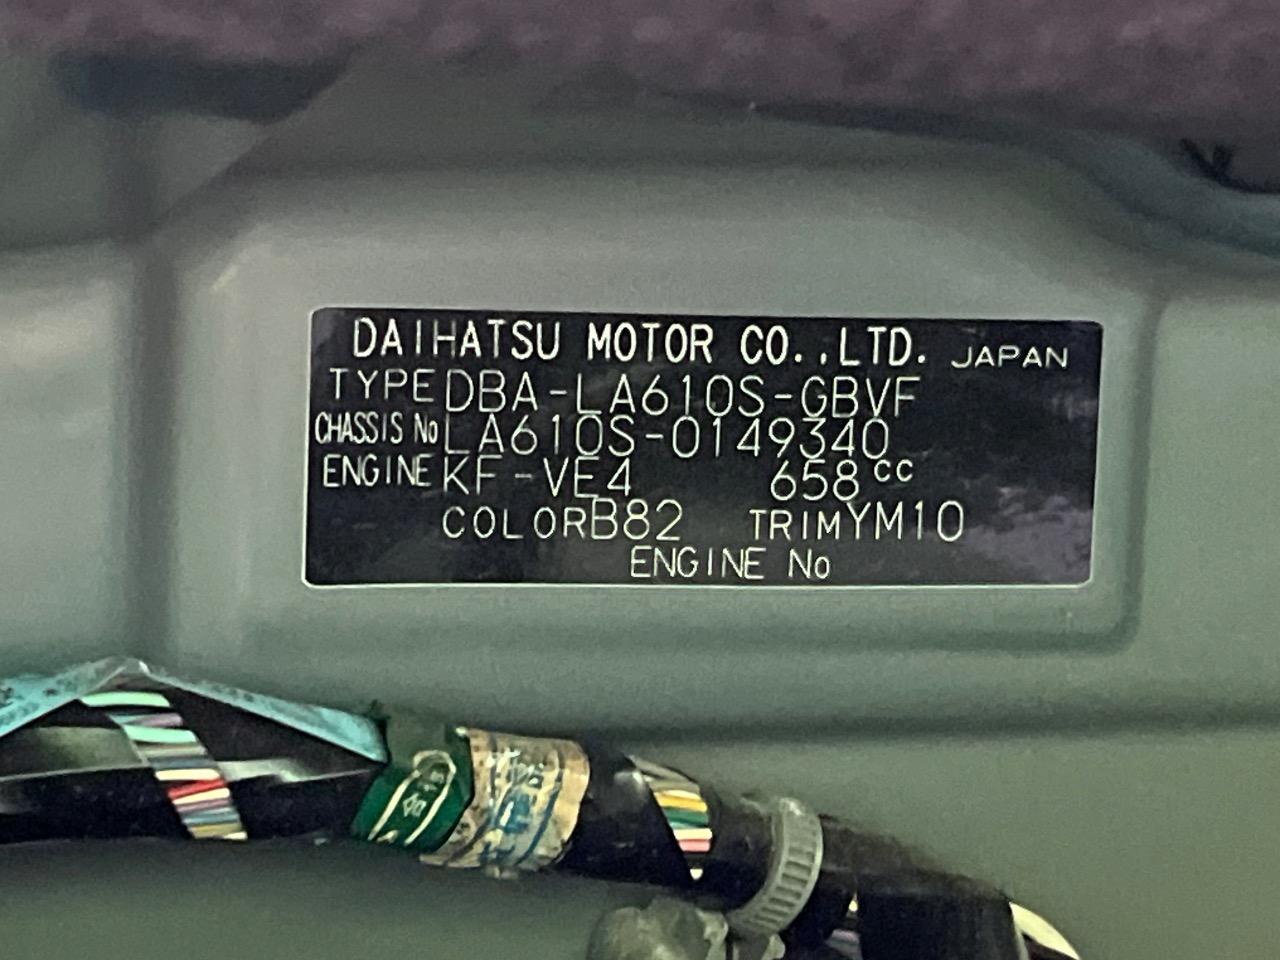 DAIHATSU MOTOR CO.,LTD. JAPAN
TYPE DBA-LA610S-GBVF
CHASSIS No LA610S-0149340
ENGINE KF-VE4 658cc
COLOR B82 TRIM YM10
ENGINE No